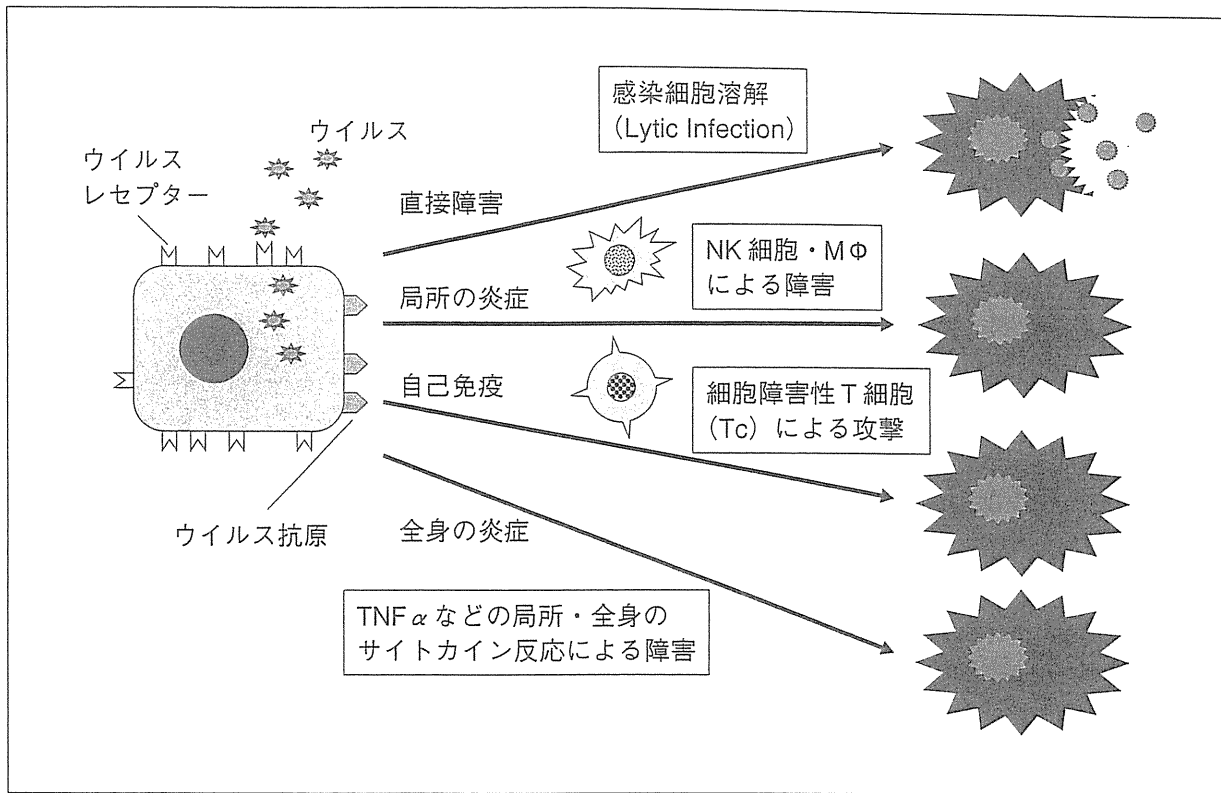 感染細胞溶解
(Lytic Infection)
ウイルス
ウイルス
レセプター
直接障害
NK 細胞・MΦ
による障害
局所の炎症
自己免疫
細胞障害性 T 細胞
(Tc) による攻撃
ウイルス抗原
全身の炎症
TNFαなどの局所・全身の
サイトカイン反応による障害